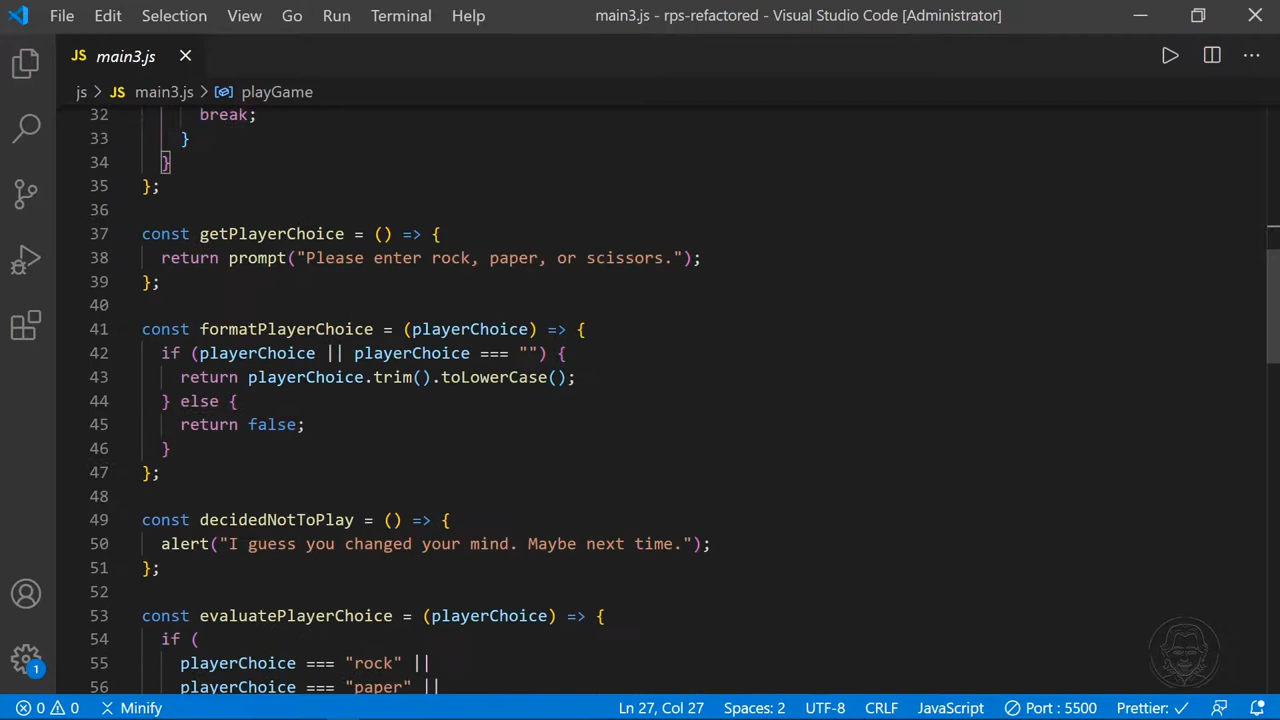 File Edit Selection View Go Run Terminal Help main3.js - rps-refactored - Visual Studio Code [Administrator]
JS main3.js
js > JS main3.js > playGame
32 break;
33 }
34 }
35 };
36
37 const getPlayerChoice = () => {
38 return prompt("Please enter rock, paper, or scissors.");
39 };
40
41 const formatPlayerChoice = (playerChoice) => {
42 if (playerChoice || playerChoice === "") {
43 return playerChoice.trim().toLowerCase();
44 } else {
45 return false;
46 }
47 };
48
49 const decidedNotToPlay = () => {
50 alert("I guess you changed your mind. Maybe next time.");
51 };
52
53 const evaluatePlayerChoice = (playerChoice) => {
54 if (
55 playerChoice === "rock" ||
56 playerChoice === "paper" ||
1
0 0 Minify Ln 27, Col 27 Spaces: 2 UTF-8 CRLF JavaScript Port : 5500 Prettier: ✓